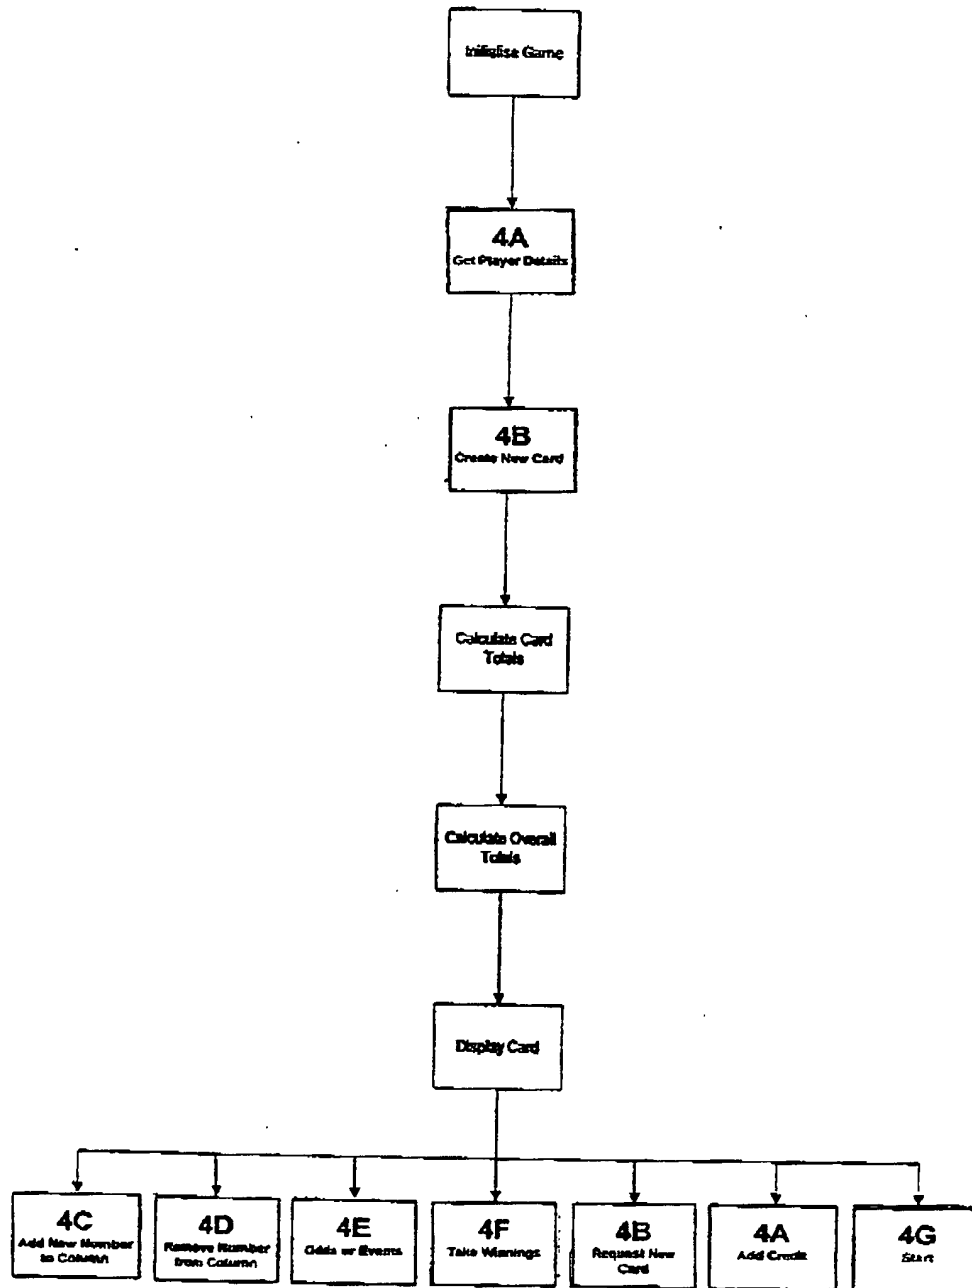 Initialise Game
4A
Get Player Details
4B
Create New Card
Calculate Card
Totals
Calculate Overall
Totals
Display Card
4C
Add New Number
to Column
4D
Remove Number
from Column
4E
Odds or Evens
4F
Take Winnings
4B
Request New
Card
4A
Add Credit
4G
Start